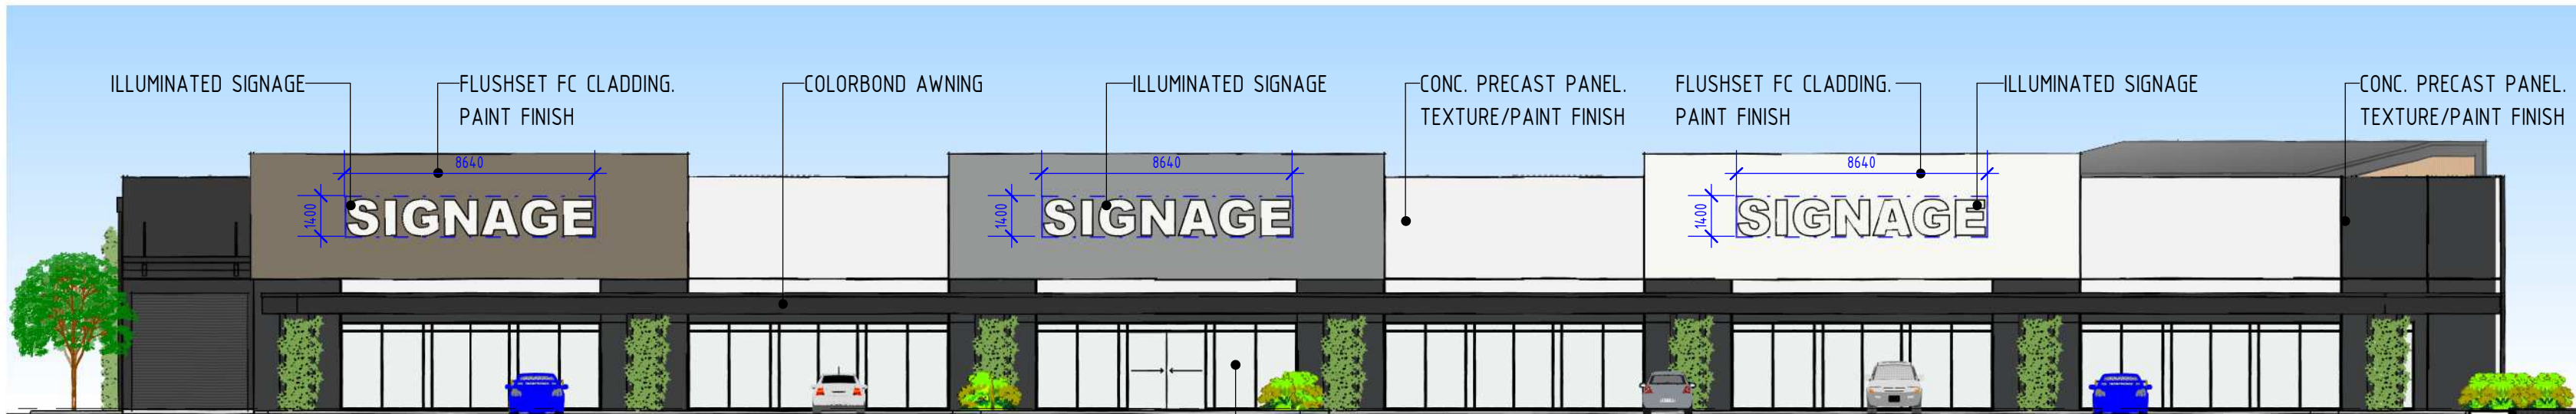 ILLUMINATED SIGNAGE
FLUSHSET FC CLADDING.
PAINT FINISH
COLORBOND AWNING
ILLUMINATED SIGNAGE
CONC. PRECAST PANEL.
TEXTURE/PAINT FINISH
FLUSHSET FC CLADDING.
PAINT FINISH
ILLUMINATED SIGNAGE
CONC. PRECAST PANEL.
TEXTURE/PAINT FINISH
8640
1400
SIGNAGE
8640
1400
SIGNAGE
8640
1400
SIGNAGE